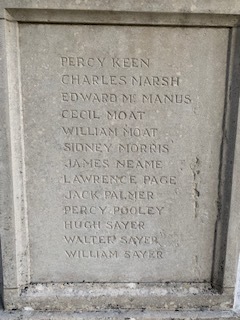 PERCY KEEN
CHARLES MARSH
EDWARD M. MANUS
CECIL MOAT
WILLIAM MOAT
SIDNEY MORRIS
JAMES NEAME
LAWRENCE PAGE
JACK PALMER
PERCY POOLEY
HUGH SAYER
WALTER SAYER
WILLIAM SAYER